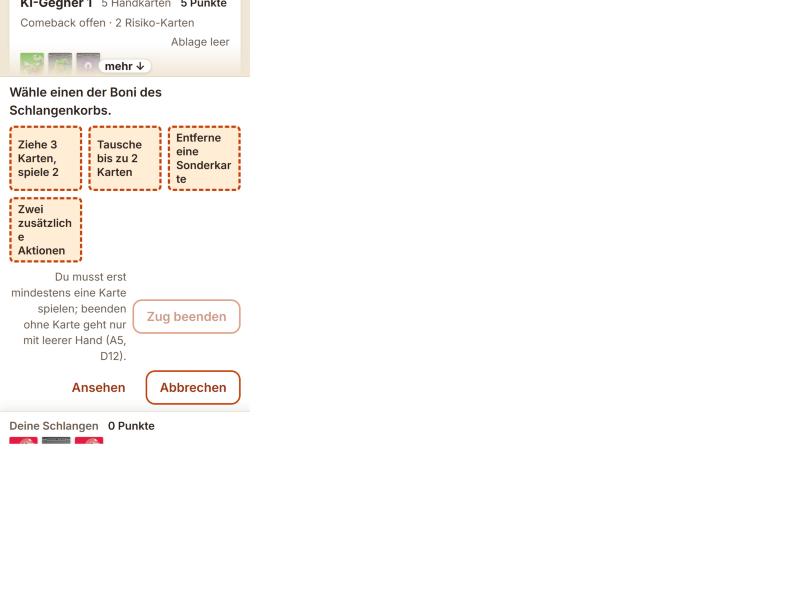 KI-Gegner 1 5 Handkarten 5 Punkte
Comeback offen · 2 Risiko-Karten
Ablage leer
mehr ↓
Wähle einen der Boni des
Schlangenkorbs.
Ziehe 3
Karten,
spiele 2
Tausche
bis zu 2
Karten
Entferne
eine
Sonderkar
te
Zwei
zusätzlich
e
Aktionen
Du musst erst
mindestens eine Karte
spielen; beenden
ohne Karte geht nur
mit leerer Hand (A5,
D12).
Zug beenden
Ansehen
Abbrechen
Deine Schlangen 0 Punkte